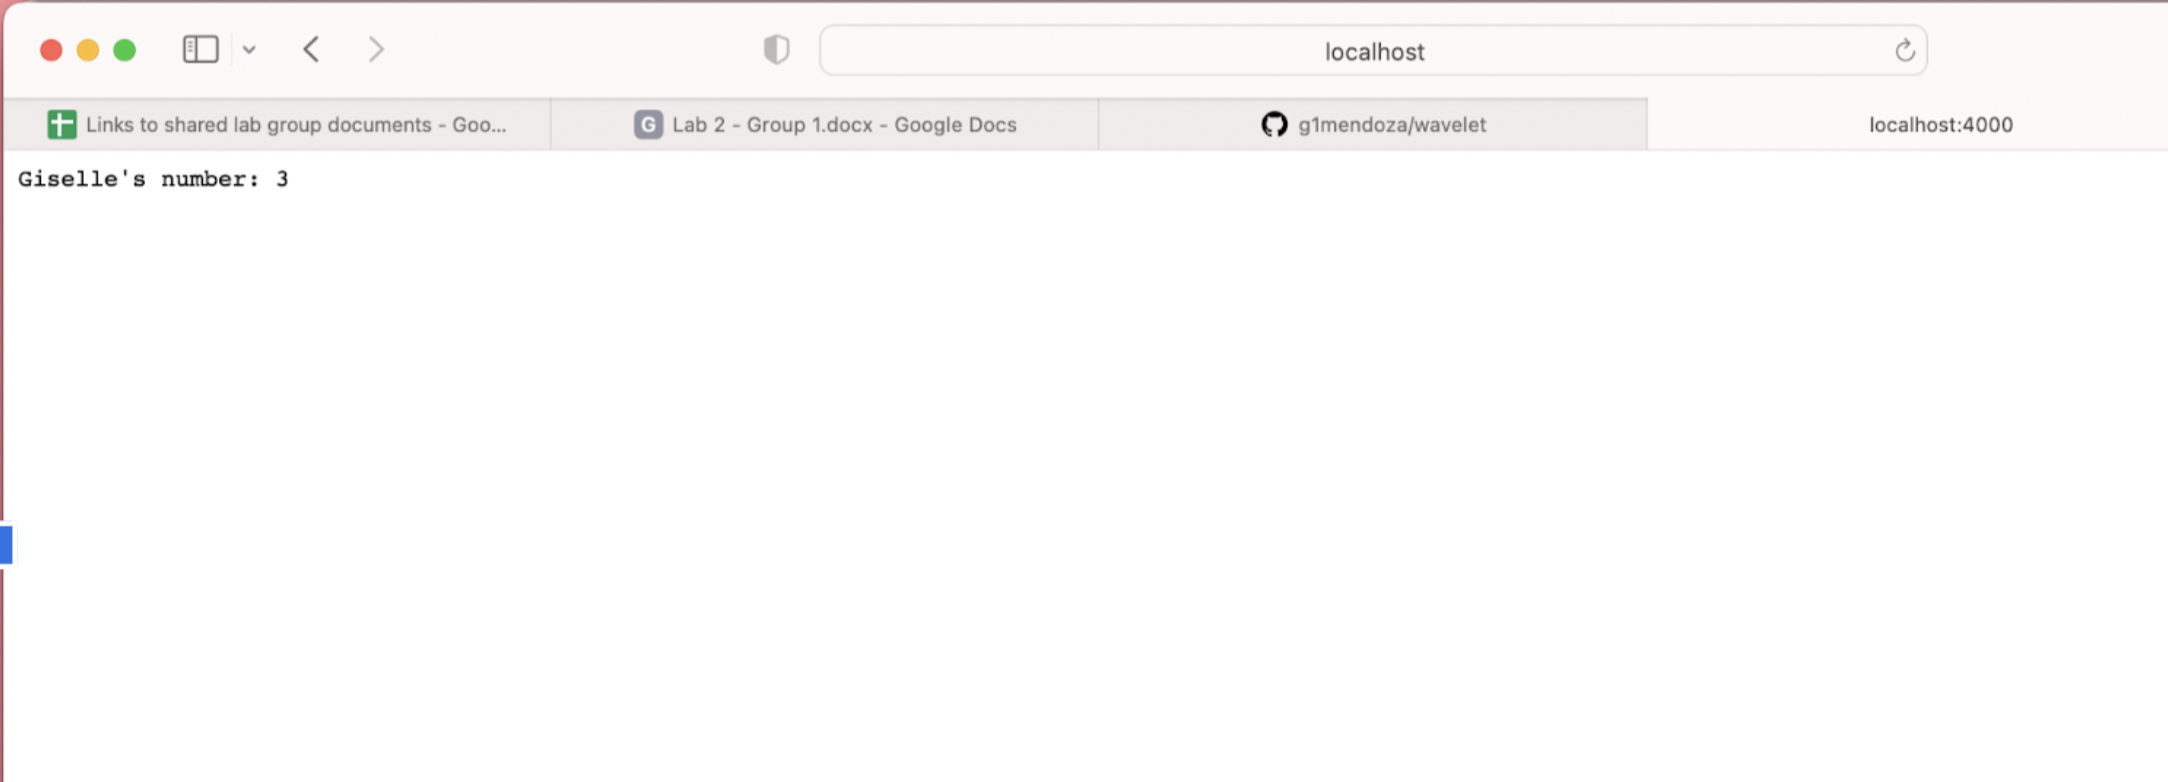 localhost
Links to shared lab group documents - Goo...
G Lab 2 - Group 1.docx - Google Docs
g1mendoza/wavelet
localhost:4000
Giselle's number: 3